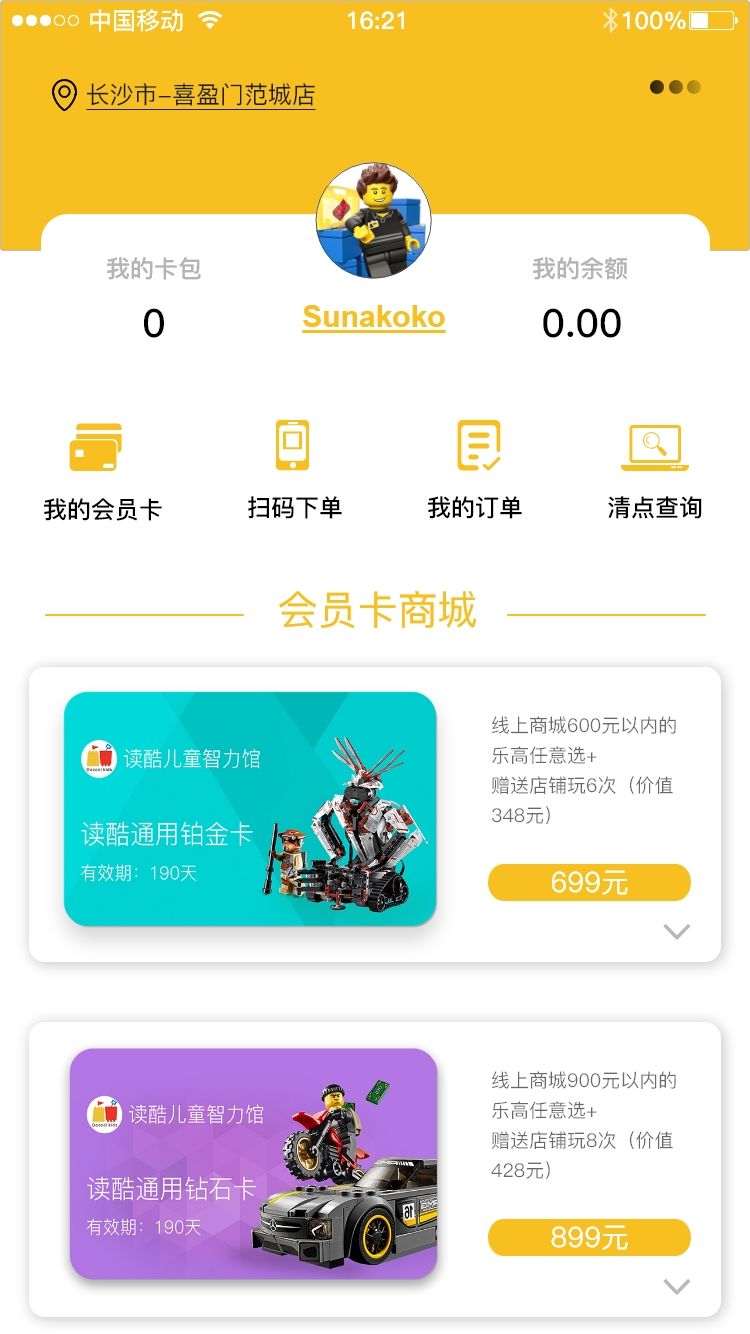 中国移动
16:21
100%
长沙市-喜盈门范城店
我的卡包
我的余额
0
Sunakoko
0.00
我的会员卡
扫码下单
我的订单
清点查询
会员卡商城
读酷儿童智力馆
读酷通用铂金卡
有效期：190天
线上商城600元以内的
乐高任意选+
赠送店铺玩6次（价值
348元）
699元
读酷儿童智力馆
读酷通用钻石卡
有效期：190天
线上商城900元以内的
乐高任意选+
赠送店铺玩8次（价值
428元）
899元